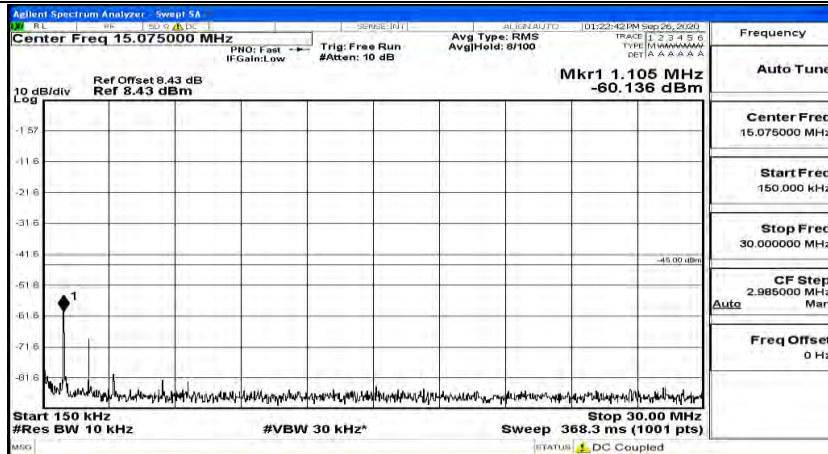 Agilent Spectrum Analyzer - Swept SA
RL RF 50 Ω DC SENSE:INT ALIGN AUTO 01:22:42 PM Sep 26, 2020
Center Freq 15.075000 MHz
PNO: Fast
IFGain:Low
Trig: Free Run
#Atten: 10 dB
Avg Type: RMS
Avg|Hold: 8/100
TRACE 1 2 3 4 5 6
TYPE M WWWWW
DET A A A A A A
Ref Offset 8.43 dB
Ref 8.43 dBm
10 dB/div
Log
Mkr1 1.105 MHz
-60.136 dBm
-1.57
-11.6
-21.6
-31.6
-41.6
-45.00 dBm
-51.6
1
-61.6
-71.6
-81.6
Start 150 kHz
Stop 30.00 MHz
#Res BW 10 kHz
#VBW 30 kHz*
Sweep 368.3 ms (1001 pts)
MSG
STATUS
DC Coupled
Frequency
Auto Tune
Center Freq
15.075000 MHz
Start Freq
150.000 kHz
Stop Freq
30.000000 MHz
CF Step
2.985000 MHz
Auto Man
Freq Offset
0 Hz